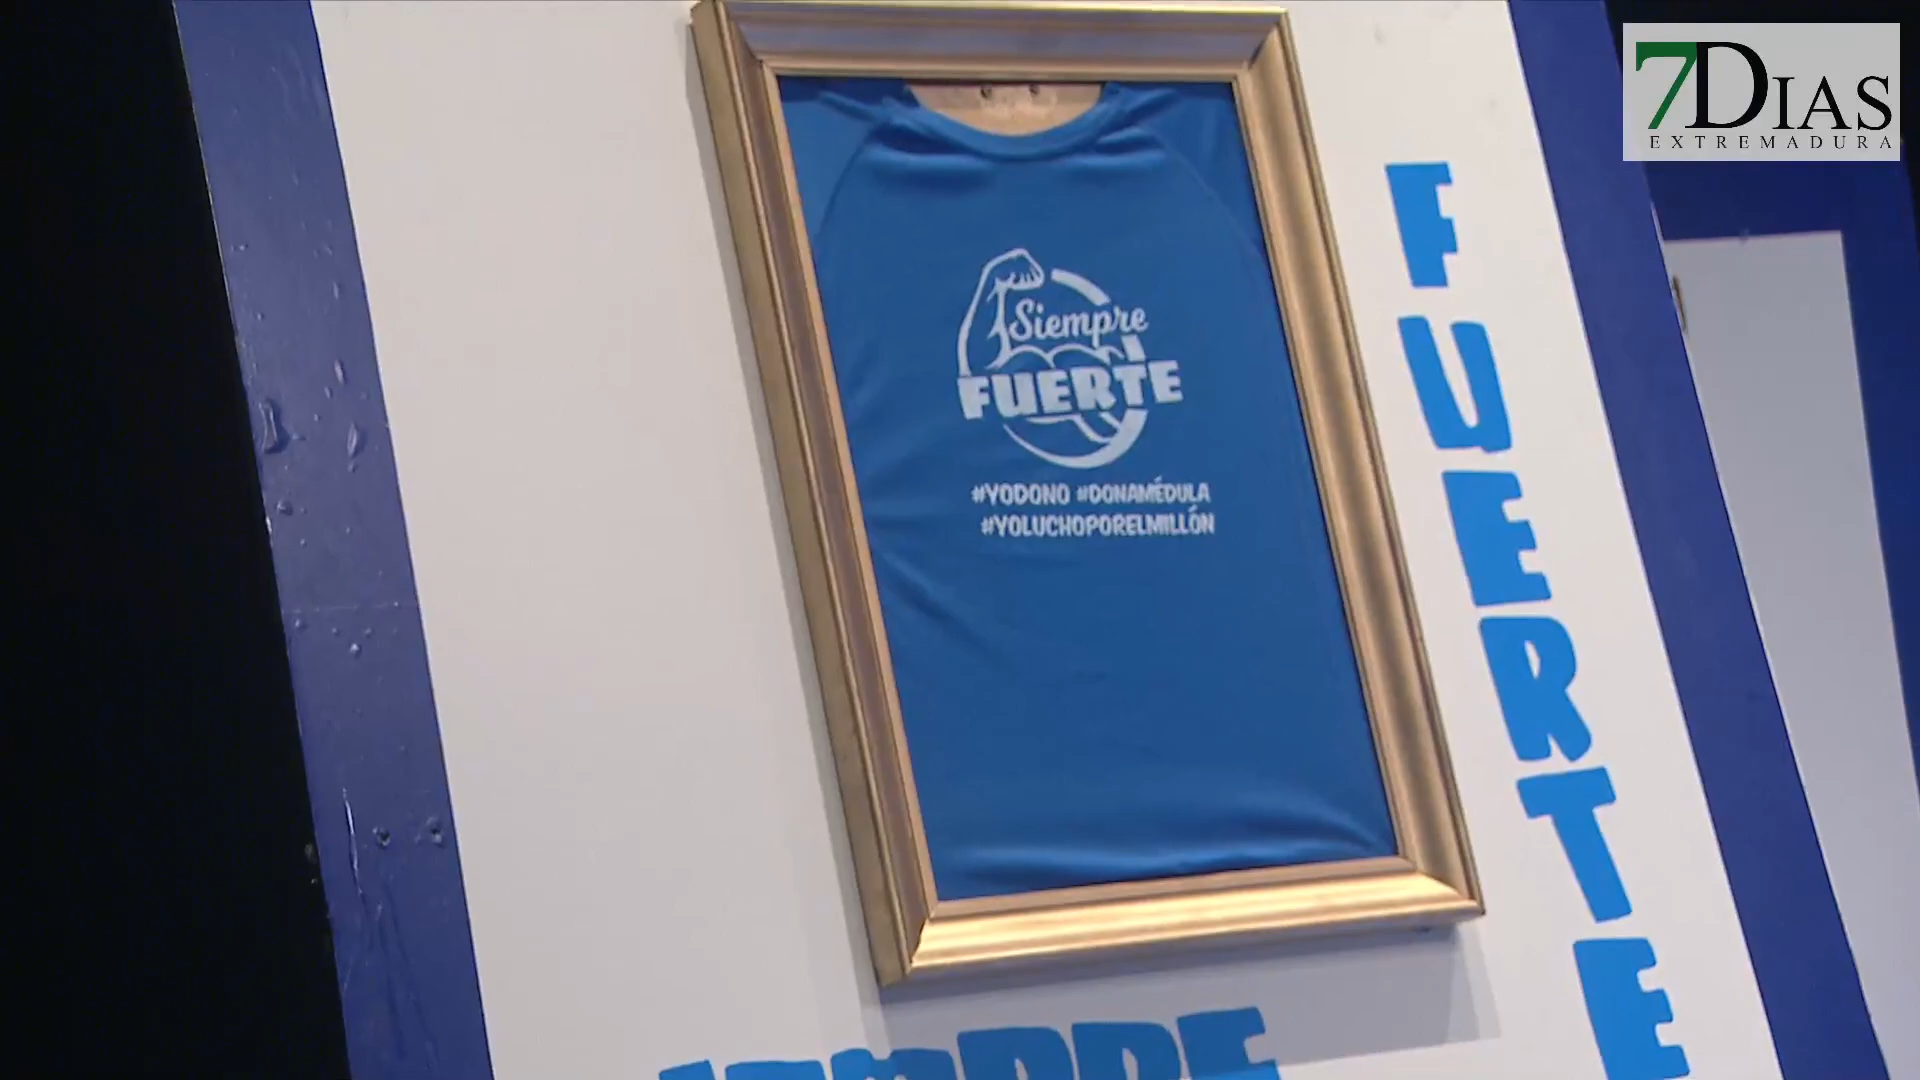 7DIAS
EXTREMADURA
Siempre
FUERTE
#YODONO #DONAMÉDULA
#YOLUCHOPORELMILLÓN
FUERTE